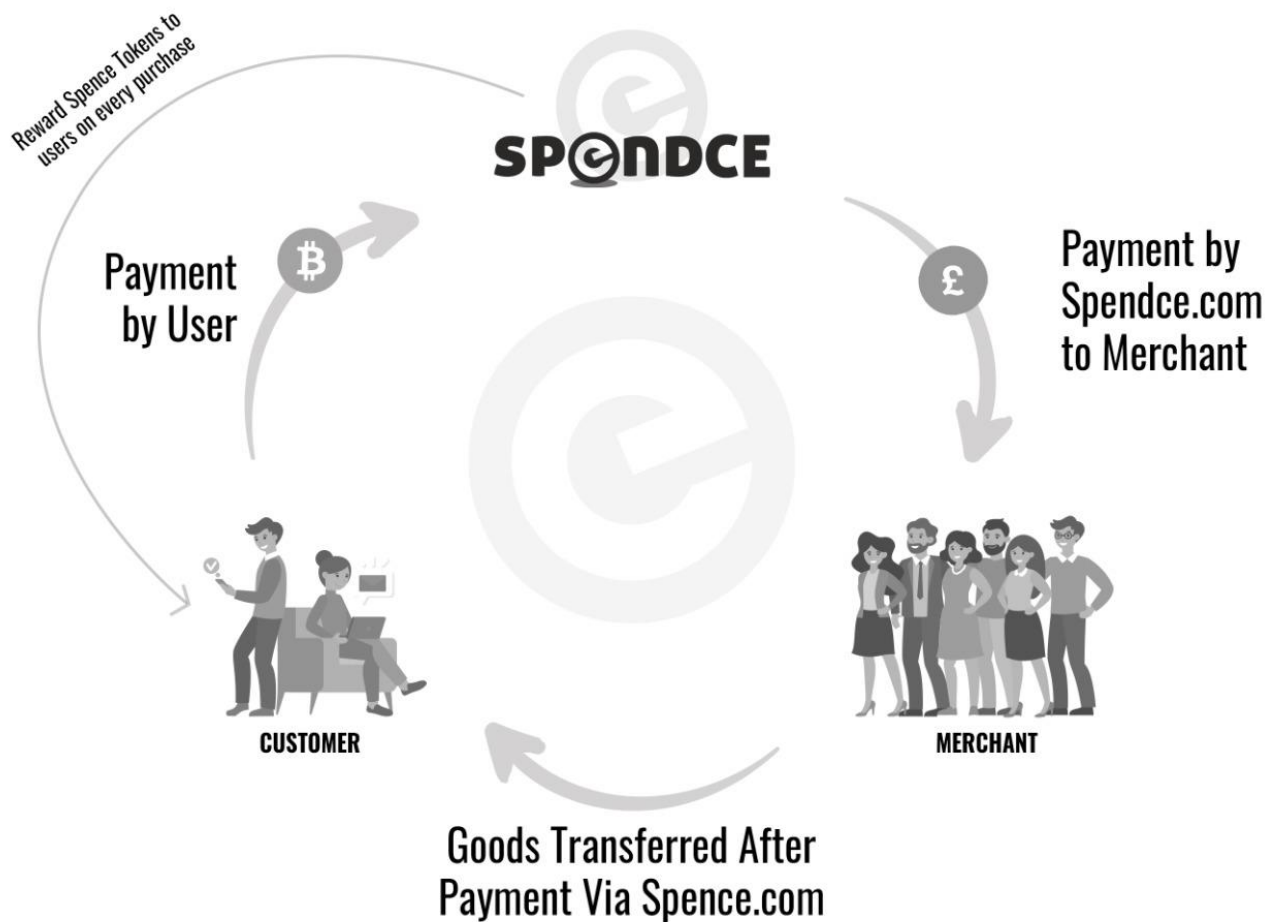 Reward Spence Tokens to
users on every purchase
SPeNDCE
Payment
by User
₿
£
Payment by
Spendce.com
to Merchant
CUSTOMER
MERCHANT
Goods Transferred After
Payment Via Spence.com